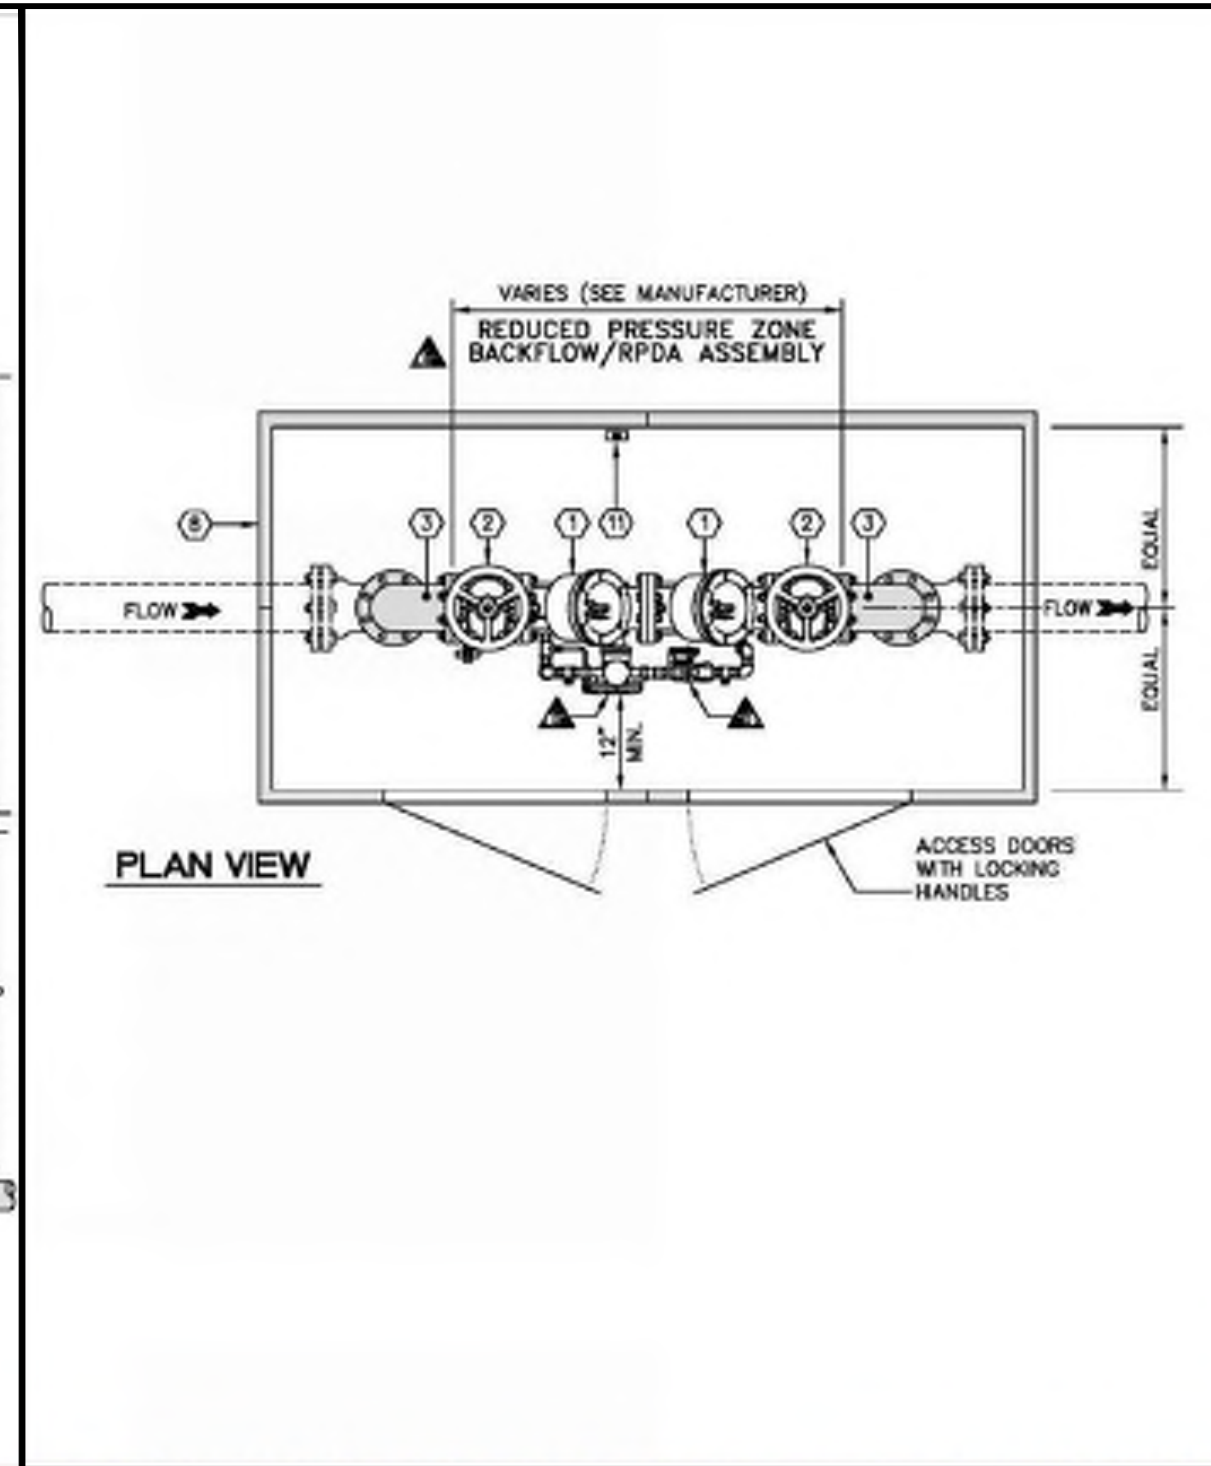 VARIES (SEE MANUFACTURER)
REDUCED PRESSURE ZONE
BACKFLOW/RPDA ASSEMBLY
8
3
2
1
11
1
2
3
EQUAL
FLOW
FLOW
EQUAL
12"
MIN.
PLAN VIEW
ACCESS DOORS
WITH LOCKING
HANDLES